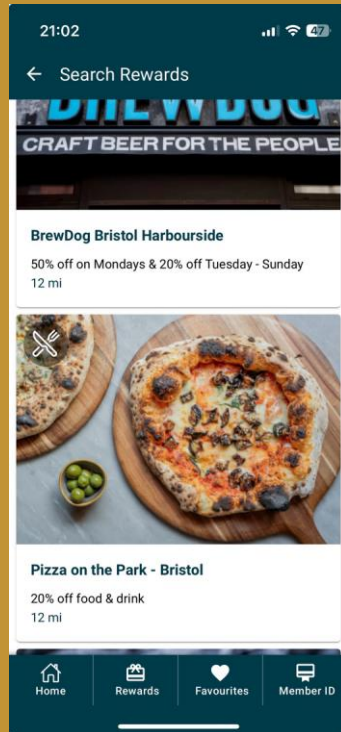 21:02
47
Search Rewards
BREWDOG
CRAFT BEER FOR THE PEOPLE
BrewDog Bristol Harbourside
50% off on Mondays & 20% off Tuesday - Sunday
12 mi
Pizza on the Park - Bristol
20% off food & drink
12 mi
Home
Rewards
Favourites
Member ID